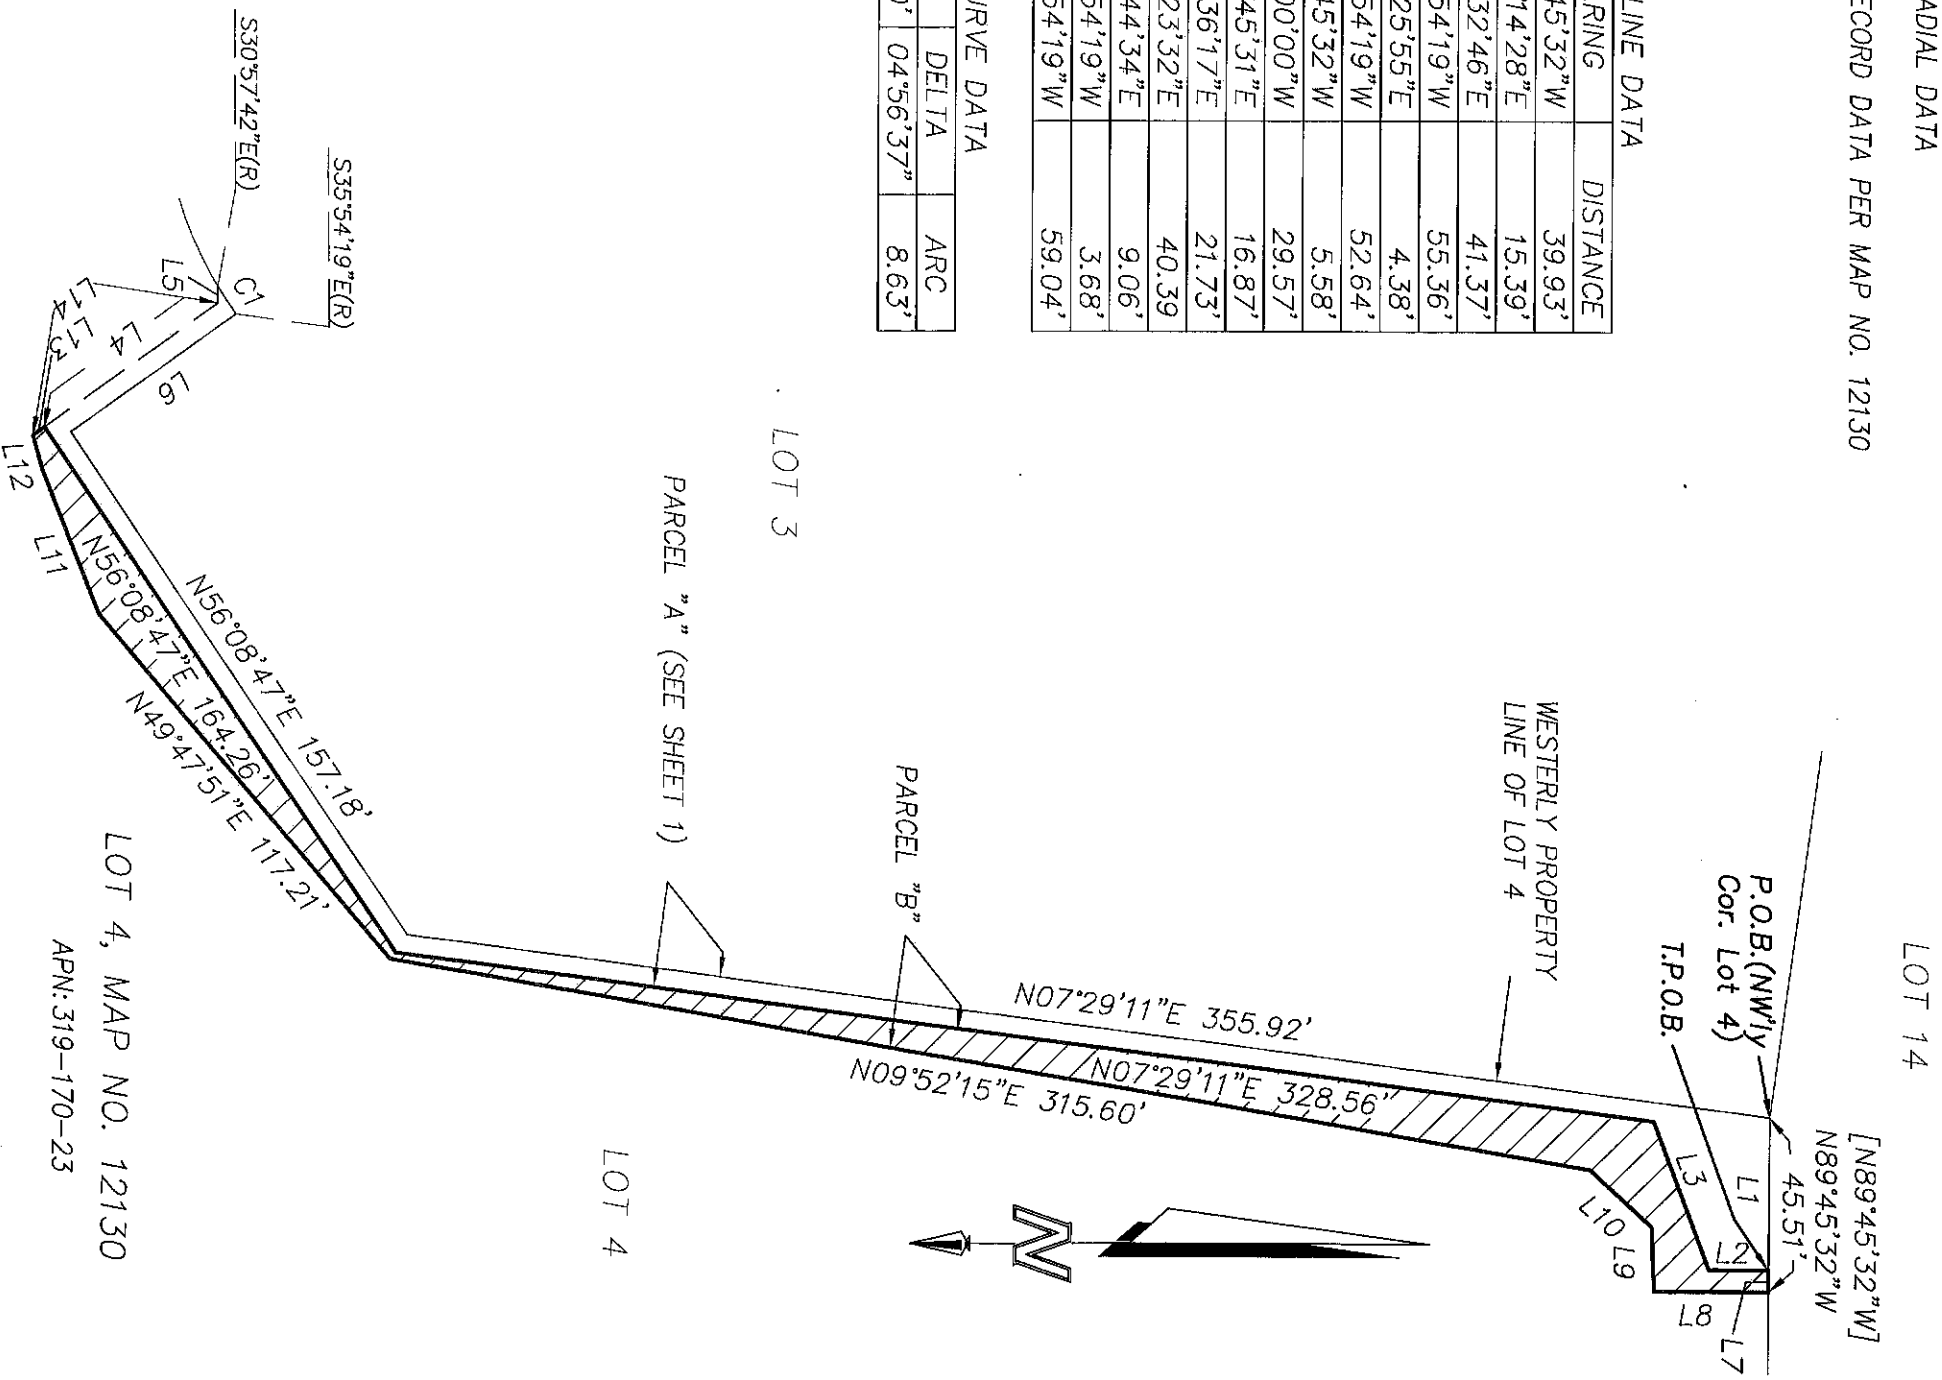 ADIAL DATA
ECORD DATA PER MAP NO. 12130
LINE DATA
RING DISTANCE
45'32"W 39.93'
14'28"E 15.39'
32'46"E 41.37'
54'19"W 55.36'
25'55"E 4.38'
54'19"W 52.64'
45'32"W 5.58'
00'00"W 29.57'
45'31"E 16.87'
36'17"E 21.73'
23'32"E 40.39
44'34"E 9.06'
54'19"W 3.68'
54'19"W 59.04'
URVE DATA
DELTA ARC
0' 04°56'37" 8.63'
LOT 14
[N89°45'32"W]
N89°45'32"W
45.51'
P.O.B.(NW'ly
Cor. Lot 4)
T.P.O.B.
L1
L2
L3
L7
L8
L9
L10
WESTERLY PROPERTY
LINE OF LOT 4
N07°29'11"E 355.92'
N07°29'11"E 328.56'
N09°52'15"E 315.60'
PARCEL "B"
PARCEL "A" (SEE SHEET 1)
LOT 3
LOT 4
N
S35°54'19"E(R)
S30°57'42"E(R)
C1
L5
L14
L13
L4
L6
L12
L11
N56°08'47"E 157.18'
N56°08'47"E 164.26'
N49°47'51"E 117.21'
LOT 4, MAP NO. 12130
APN: 319-170-23